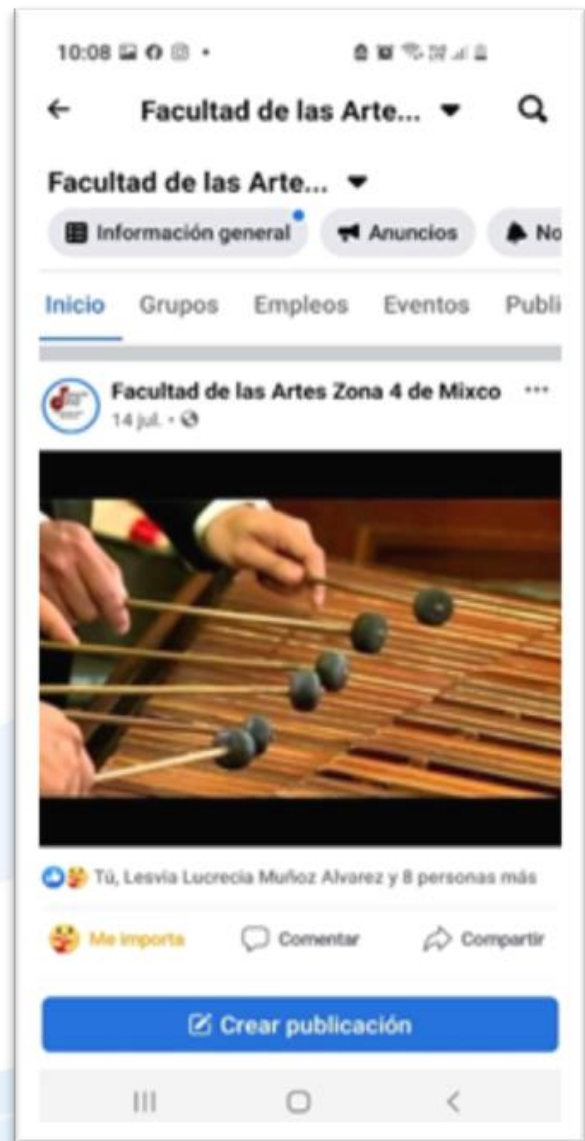 10:08
Facultad de las Arte...
Facultad de las Arte...
Información general
Anuncios
No
Inicio Grupos Empleos Eventos Publi
Facultad de las Artes Zona 4 de Mixco
14 jul.
Tú, Lesvia Lucrecia Muñoz Alvarez y 8 personas más
Me importa Comentar Compartir
Crear publicación